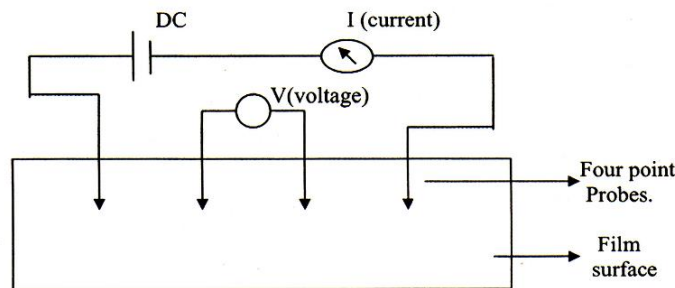 DC
I (current)
V(voltage)
Four point
Probes.
Film
surface